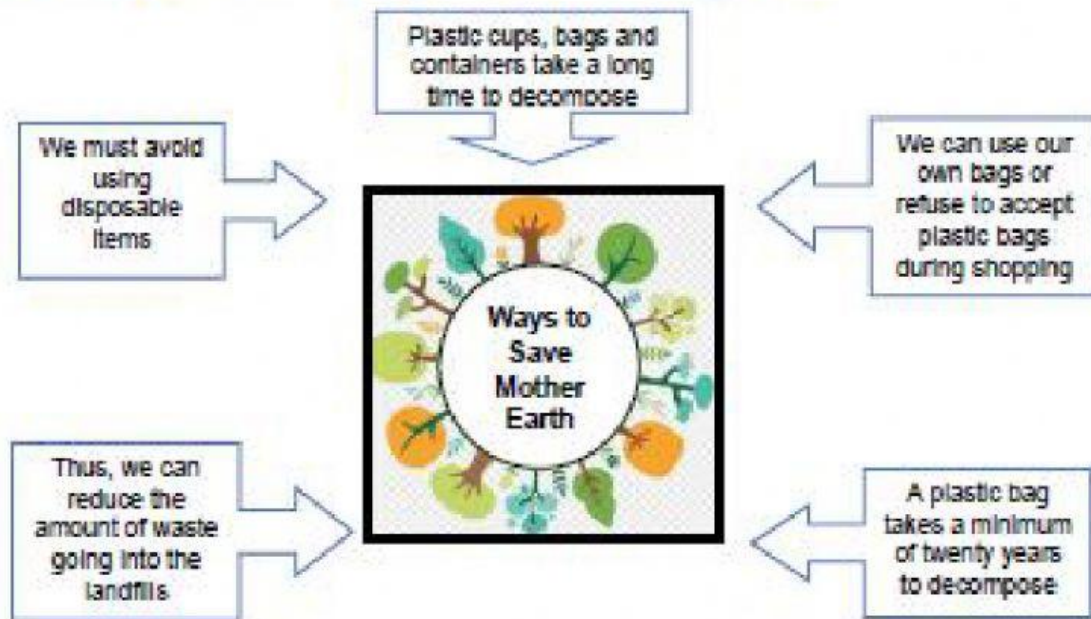 Plastic cups, bags and
containers take a long
time to decompose
We must avoid
using
disposable
items
We can use our
own bags or
refuse to accept
plastic bags
during shopping
Ways to
Save
Mother
Earth
Thus, we can
reduce the
amount of waste
going into the
landfills
A plastic bag
takes a minimum
of twenty years
to decompose